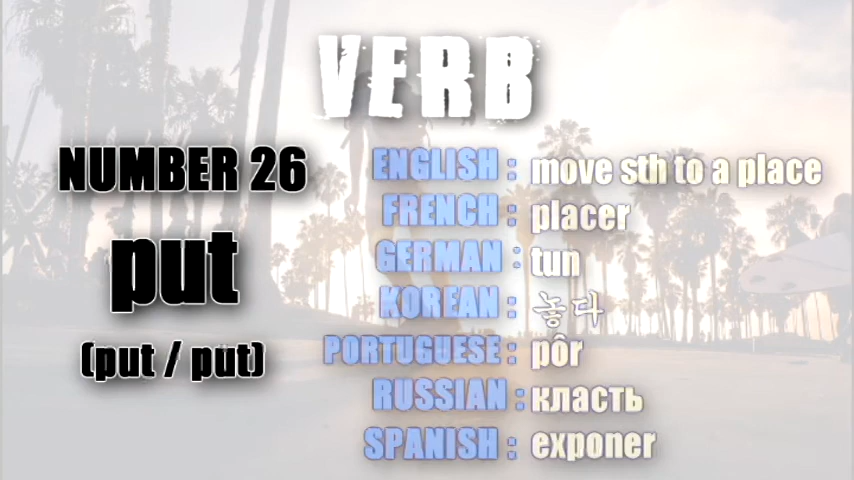 VERB
NUMBER 26
put
(put / put)
ENGLISH : move sth to a place
FRENCH : placer
GERMAN : tun
KOREAN : 놓다
PORTUGUESE : pôr
RUSSIAN : класть
SPANISH : exponer